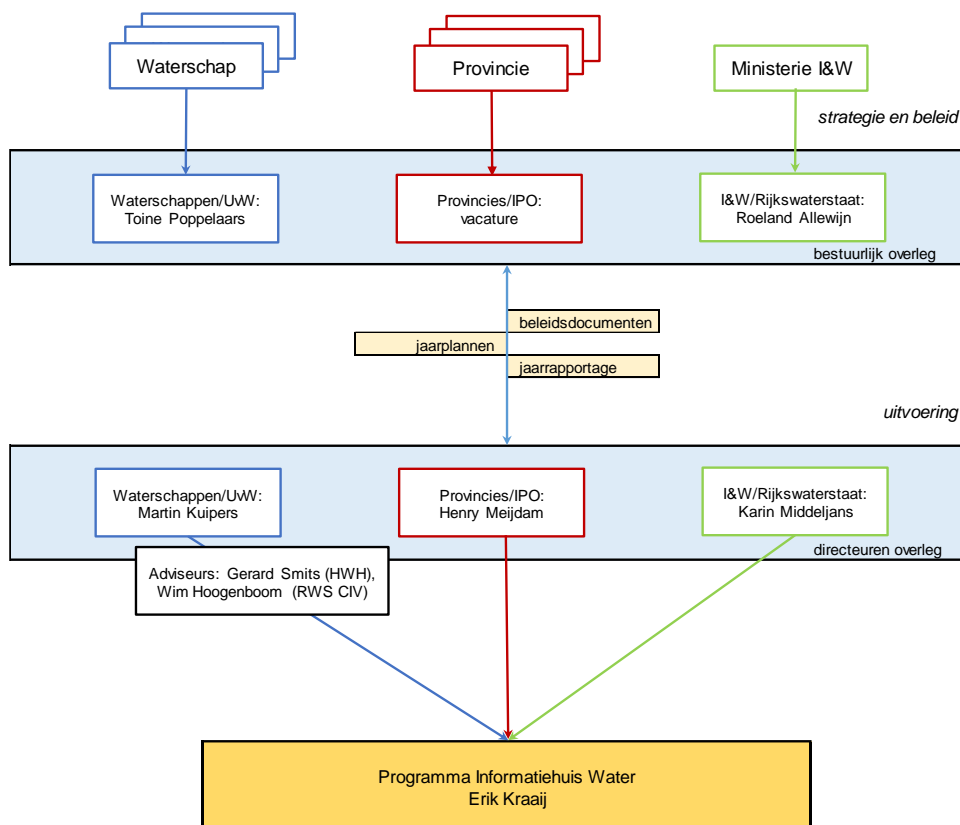 Waterschap
Provincie
Ministerie I&W
strategie en beleid
Waterschappen/UvW:
Toine Poppelaars
Provincies/IPO:
vacature
I&W/Rijkswaterstaat:
Roeland Allewijn
bestuurlijk overleg
beleidsdocumenten
jaarplannen
jaarrapportage
uitvoering
Waterschappen/UvW:
Martin Kuipers
Provincies/IPO:
Henry Meijdam
I&W/Rijkswaterstaat:
Karin Middeljans
directeuren overleg
Adviseurs: Gerard Smits (HWH),
Wim Hoogenboom (RWS CIV)
Programma Informatiehuis Water
Erik Kraaij